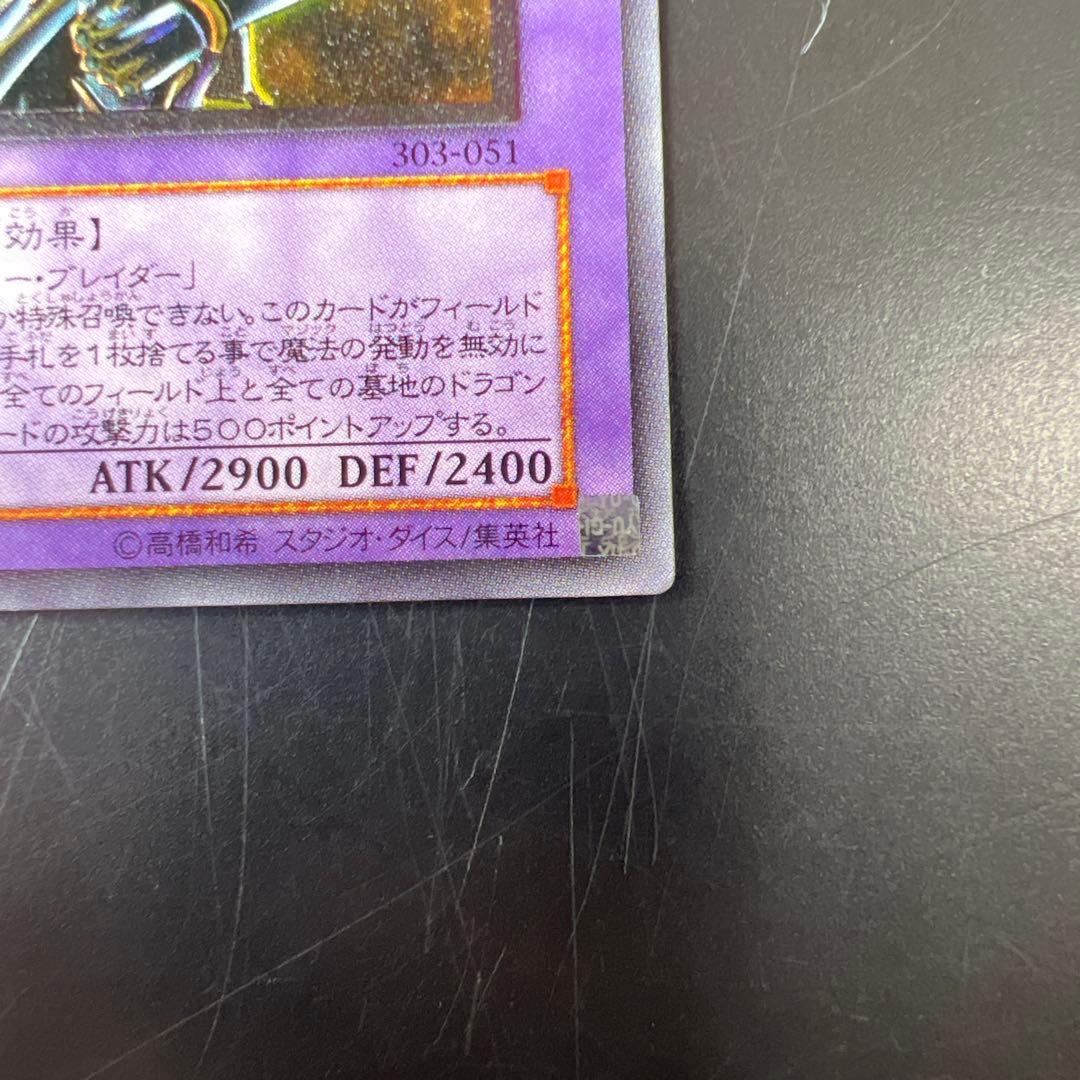 303-051
効果】
ー・ブレイダー」
特殊召喚できない。このカードがフィールド
手札を1枚捨てる事で魔法の発動を無効に
全てのフィールド上と全ての墓地のドラゴン
ードの攻撃力は500ポイントアップする。
ATK/2900 DEF/2400
©高橋和希 スタジオ・ダイス/集英社